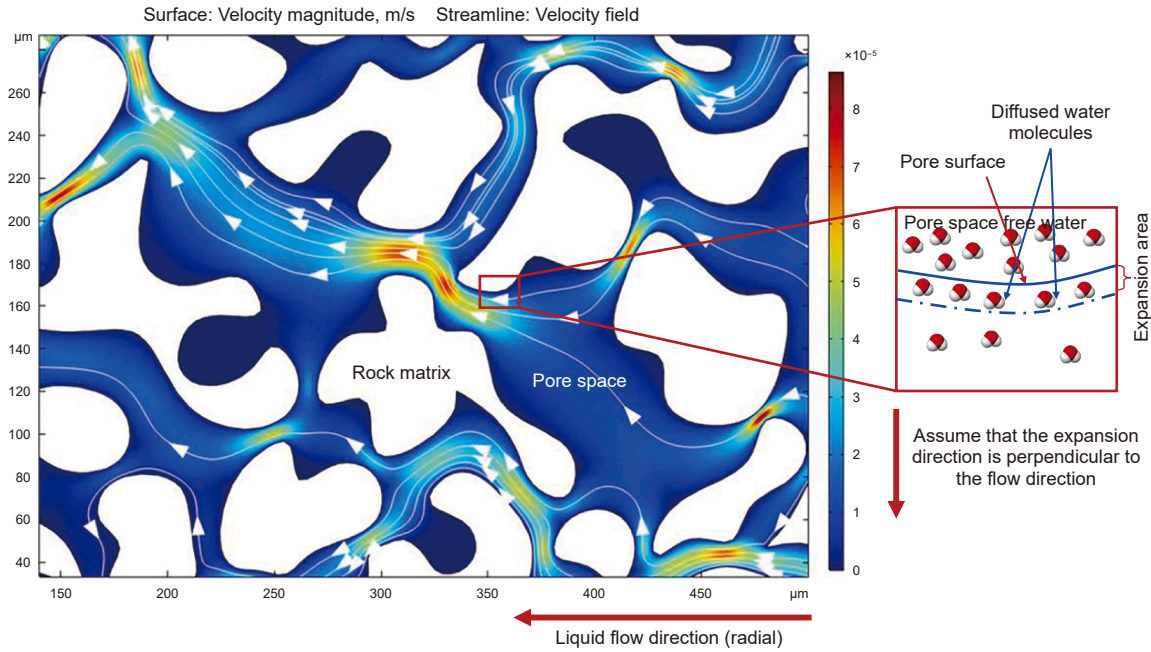 Surface: Velocity magnitude, m/s Streamline: Velocity field
µm
260
240
220
200
180
160
140
120
100
80
60
40
150
200
250
300
350
400
450
µm
Rock matrix
Pore space
×10⁻⁵
8
7
6
5
4
3
2
1
0
Diffused water
molecules
Pore surface
Pore space free water
Expansion area
Assume that the expansion
direction is perpendicular to
the flow direction
Liquid flow direction (radial)